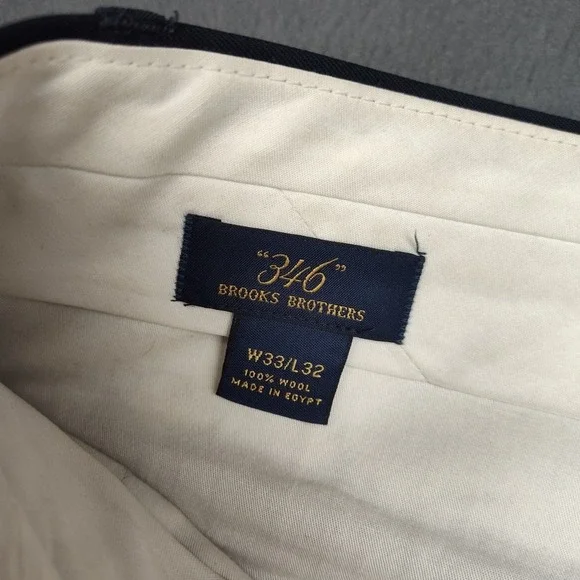 "346"
BROOKS BROTHERS
W33/L32
100% WOOL
MADE IN EGYPT